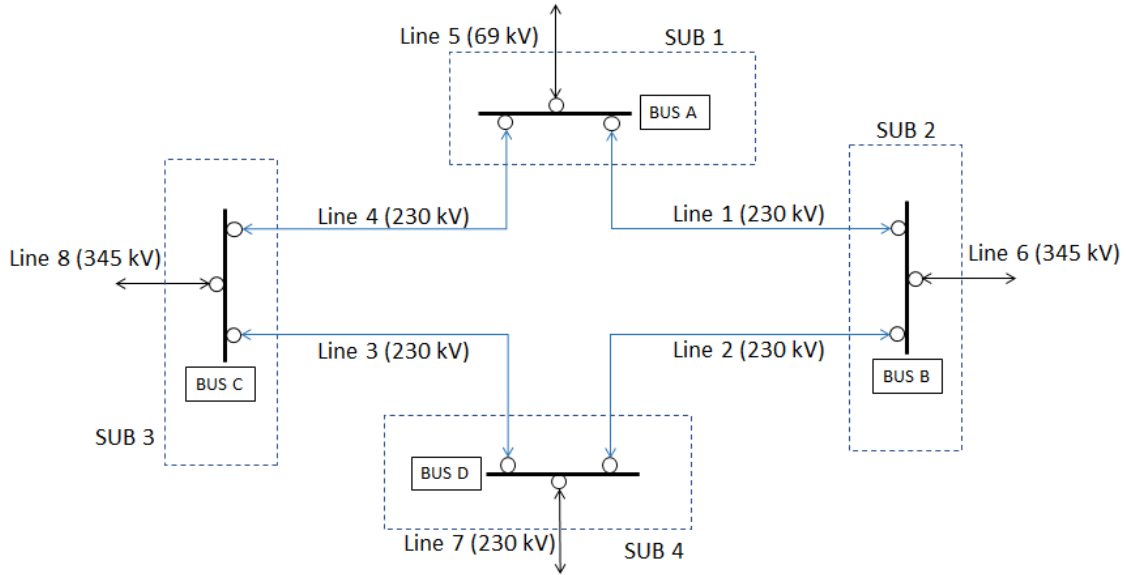 Line 5 (69 kV)
SUB 1
BUS A
SUB 2
Line 4 (230 kV)
Line 1 (230 kV)
Line 8 (345 kV)
Line 6 (345 kV)
Line 3 (230 kV)
Line 2 (230 kV)
BUS C
BUS B
SUB 3
BUS D
Line 7 (230 kV)
SUB 4